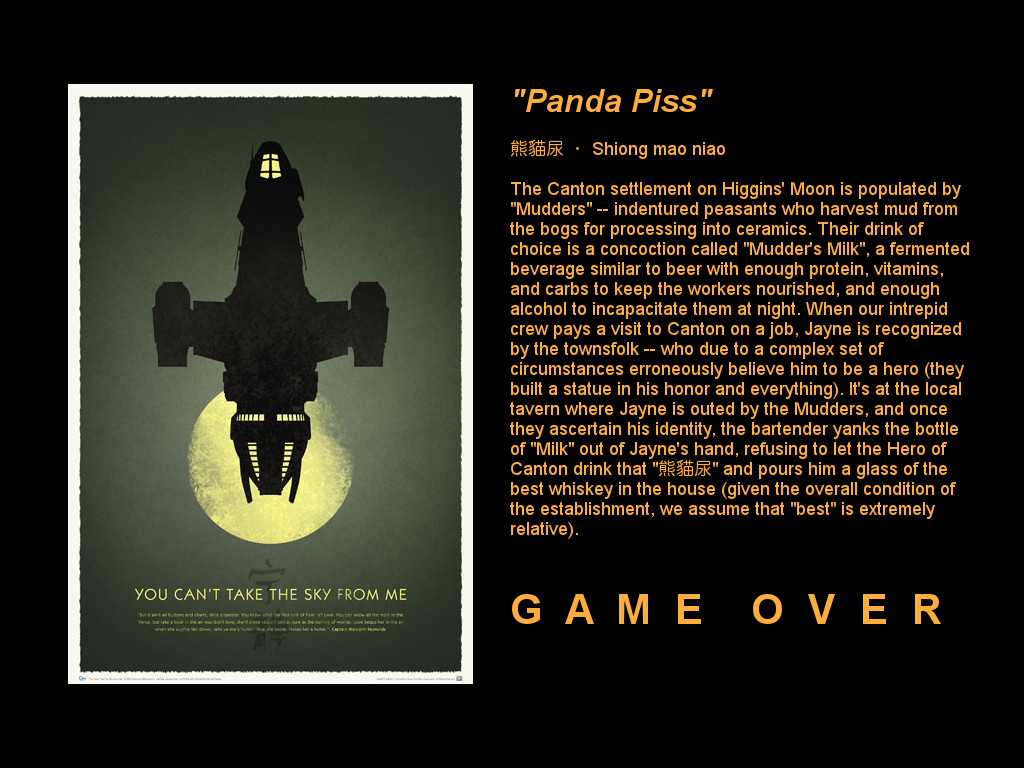 "Panda Piss"
熊貓尿 · Shiong mao niao
The Canton settlement on Higgins' Moon is populated by
"Mudders" -- indentured peasants who harvest mud from
the bogs for processing into ceramics. Their drink of
choice is a concoction called "Mudder's Milk", a fermented
beverage similar to beer with enough protein, vitamins,
and carbs to keep the workers nourished, and enough
alcohol to incapacitate them at night. When our intrepid
crew pays a visit to Canton on a job, Jayne is recognized
by the townsfolk -- who due to a complex set of
circumstances erroneously believe him to be a hero (they
built a statue in his honor and everything). It's at the local
tavern where Jayne is outed by the Mudders, and once
they ascertain his identity, the bartender yanks the bottle
of "Milk" out of Jayne's hand, refusing to let the Hero of
Canton drink that "熊貓尿" and pours him a glass of the
best whiskey in the house (given the overall condition of
the establishment, we assume that "best" is extremely
relative).
GAME OVER
YOU CAN'T TAKE THE SKY FROM ME